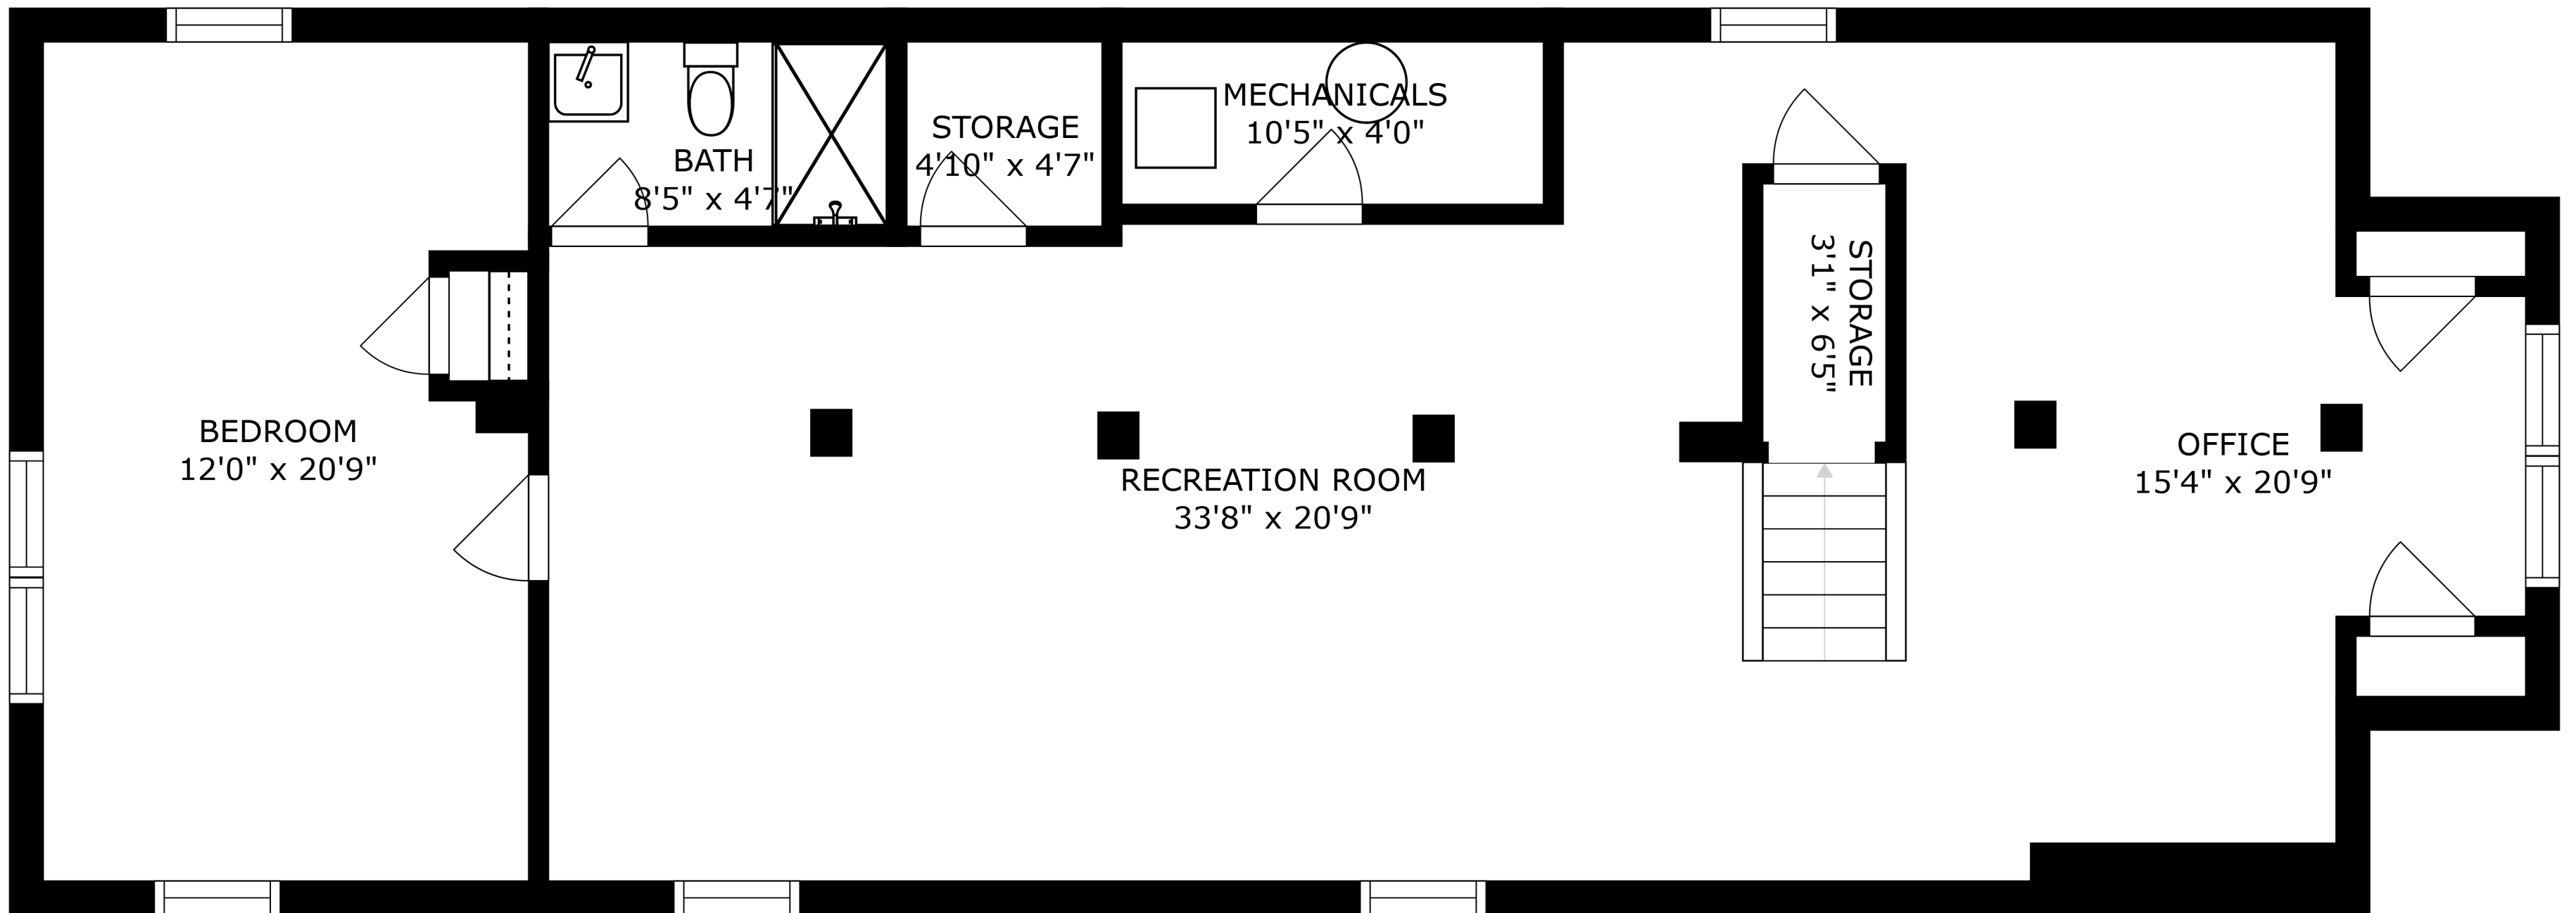 BATH
8'5" x 4'7"
STORAGE
4'10" x 4'7"
MECHANICALS
10'5" x 4'0"
STORAGE
3'1" x 6'5"
BEDROOM
12'0" x 20'9"
RECREATION ROOM
33'8" x 20'9"
OFFICE
15'4" x 20'9"